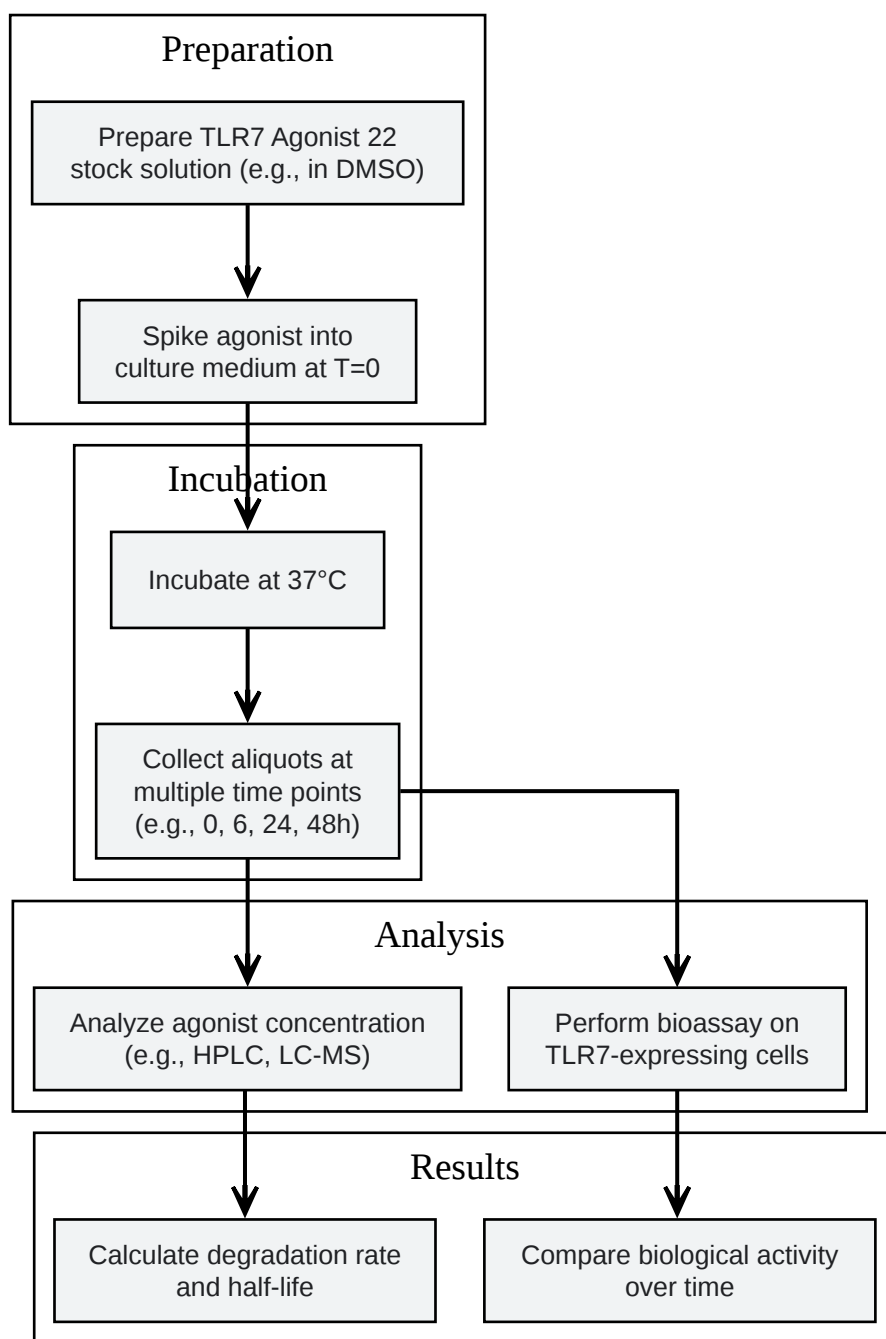 Preparation
Prepare TLR7 Agonist 22
stock solution (e.g., in DMSO)
Spike agonist into
culture medium at T=0
Incubation
Incubate at 37°C
Collect aliquots at
multiple time points
(e.g., 0, 6, 24, 48h)
Analysis
Analyze agonist concentration
(e.g., HPLC, LC-MS)
Perform bioassay on
TLR7-expressing cells
Results
Calculate degradation rate
and half-life
Compare biological activity
over time